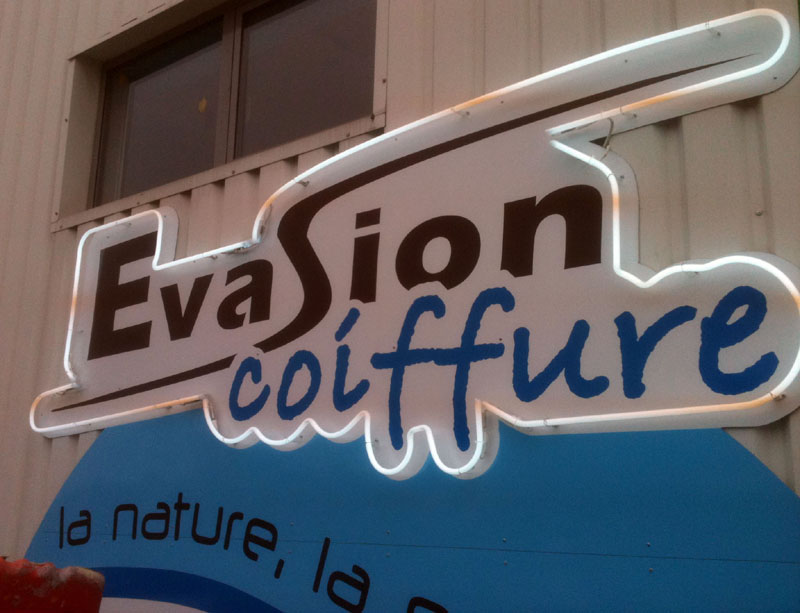 EvaSion
coiffure
la nature, la